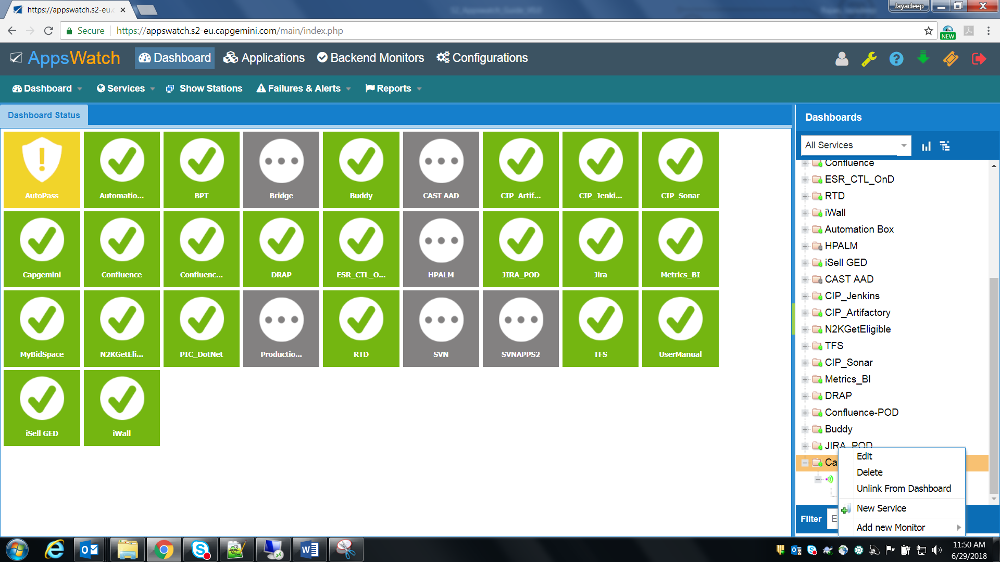 https://appswatch.s2-eu.c
Jayadeep
Secure
https://appswatch.s2-eu.capgemini.com/main/index.php
NEW
AppsWatch
Dashboard
Applications
Backend Monitors
Configurations
Dashboard
Services
Show Stations
Failures & Alerts
Reports
Dashboard Status
Dashboards
All Services
AutoPass
Automatio...
BPT
Bridge
Buddy
CAST AAD
CIP_Artif...
CIP_Jenki...
CIP_Sonar
Capgemini
Confluence
Confluenc...
DRAP
ESR_CTL_O...
HPALM
JIRA_POD
Jira
Metrics_BI
MyBidSpace
N2KGetEli...
PIC_DotNet
Productio...
RTD
SVN
SVNAPPS2
TFS
UserManual
iSell GED
iWall
Confluence
ESR_CTL_OnD
RTD
iWall
Automation Box
HPALM
iSell GED
CAST AAD
CIP_Jenkins
CIP_Artifactory
N2KGetEligible
TFS
CIP_Sonar
Metrics_BI
DRAP
Confluence-POD
Buddy
JIRA_POD
Ca
Edit
Delete
Unlink From Dashboard
New Service
Add new Monitor
Filter
E
11:50 AM
6/29/2018